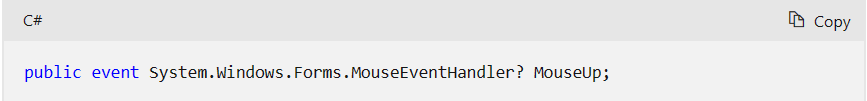 C#
Copy
public event System.Windows.Forms.MouseEventHandler? MouseUp;